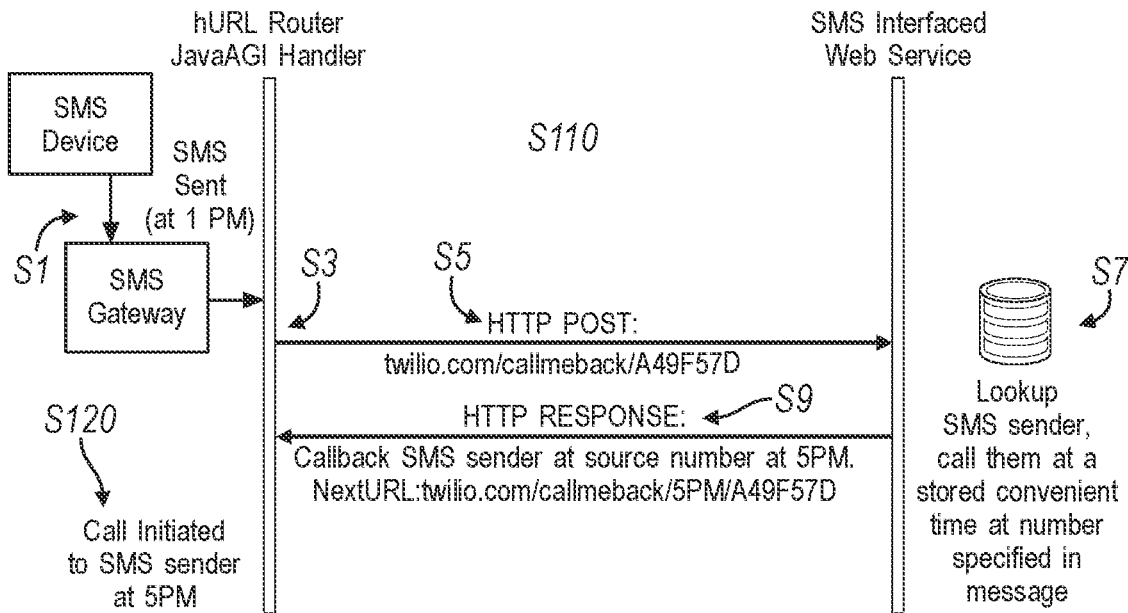 hURL Router
JavaAGI Handler
SMS Interfaced
Web Service
SMS
Device
SMS
Sent
(at 1 PM)
S110
S1
SMS
Gateway
S3
S5
S7
HTTP POST:
twilio.com/callmeback/A49F57D
S120
HTTP RESPONSE:
S9
Callback SMS sender at source number at 5PM.
NextURL:twilio.com/callmeback/5PM/A49F57D
Lookup
SMS sender,
call them at a
stored convenient
time at number
specified in
message
Call Initiated
to SMS sender
at 5PM